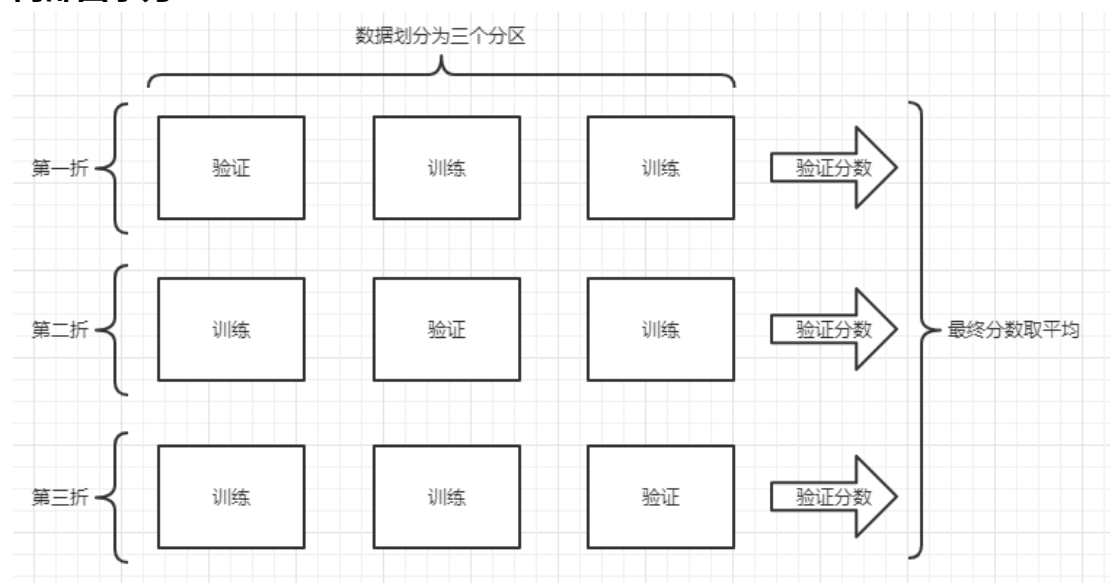 数据划分为三个分区
第一折
验证
训练
训练
验证分数
第二折
训练
验证
训练
验证分数
最终分数取平均
第三折
训练
训练
验证
验证分数